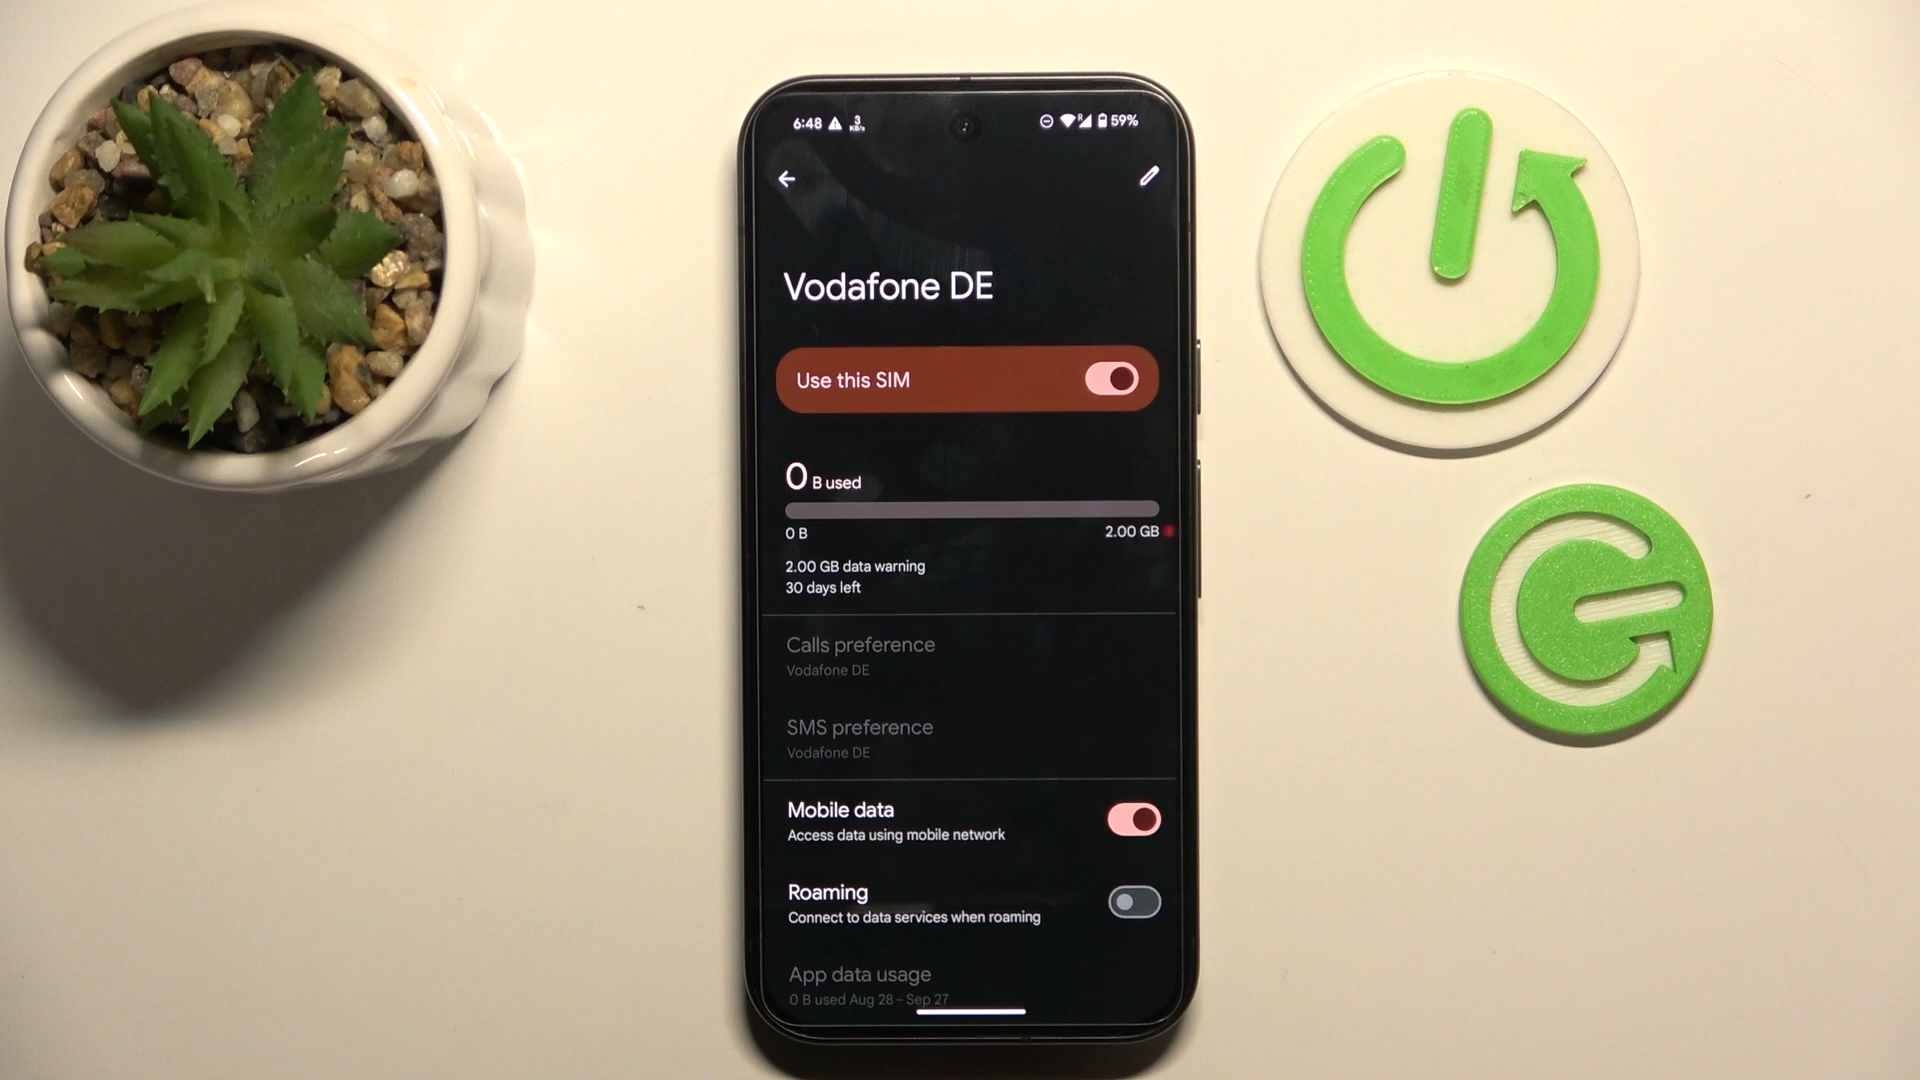 6:48 3 KB/s R 59%
Vodafone DE
Use this SIM
0 B used
0 B 2.00 GB
2.00 GB data warning
30 days left
Calls preference
Vodafone DE
SMS preference
Vodafone DE
Mobile data
Access data using mobile network
Roaming
Connect to data services when roaming
App data usage
0 B used Aug 28 – Sep 27